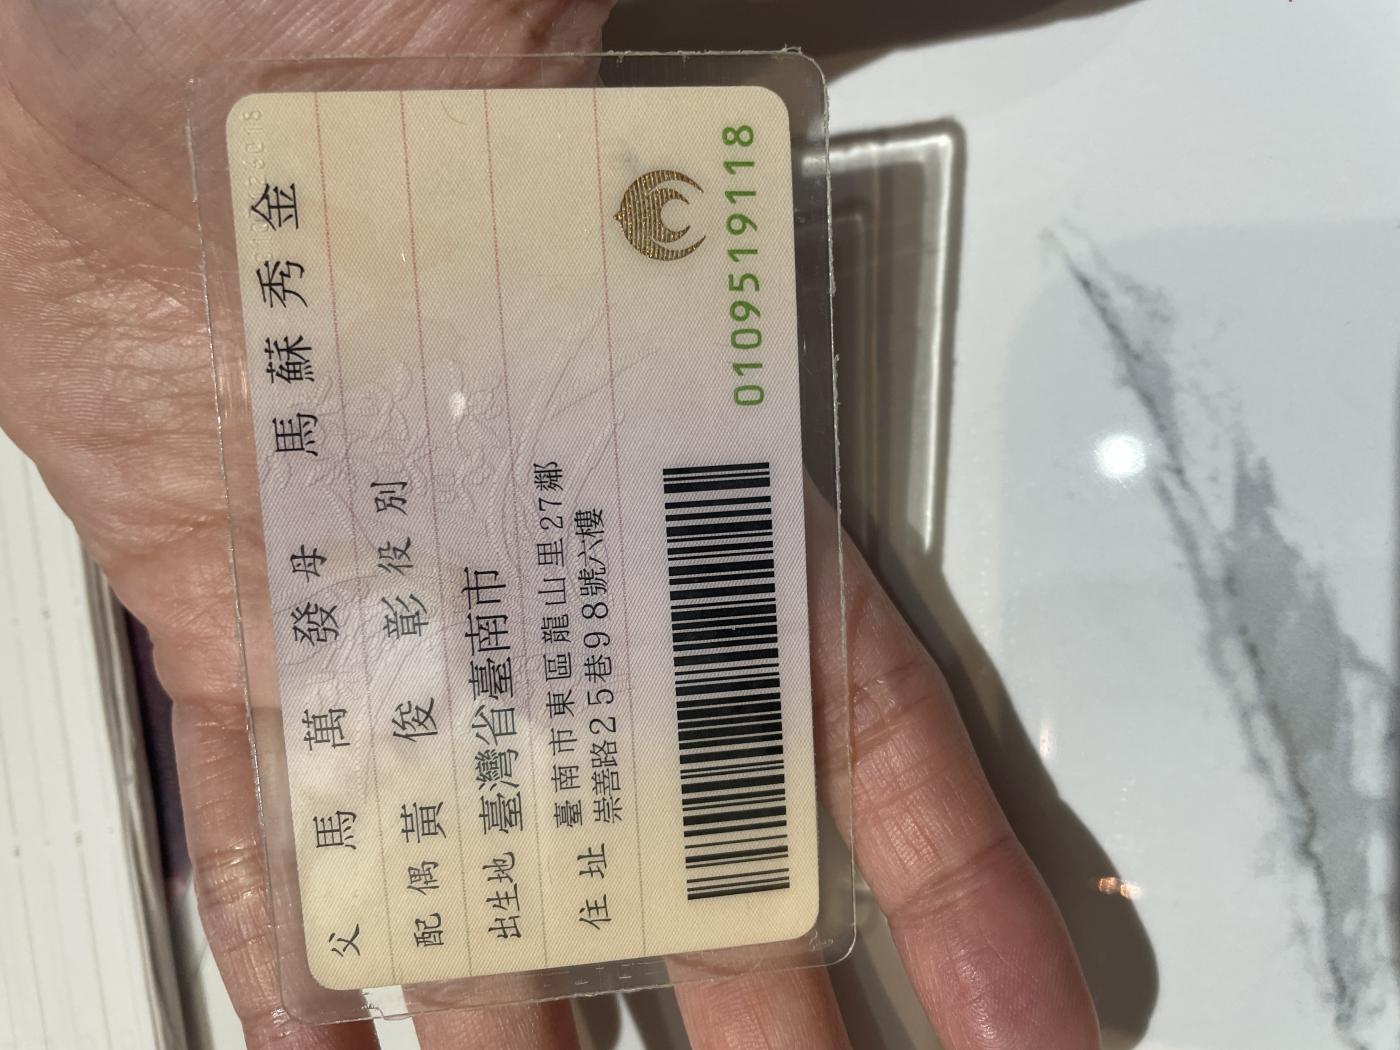 父 馬 萬 發 母 馬 蘇 秀 金
配偶 黃 俊 彰 役別
出生地 臺灣省臺南市
住址 臺南市東區龍山里27鄰
崇善路25巷98號六樓
0109519118